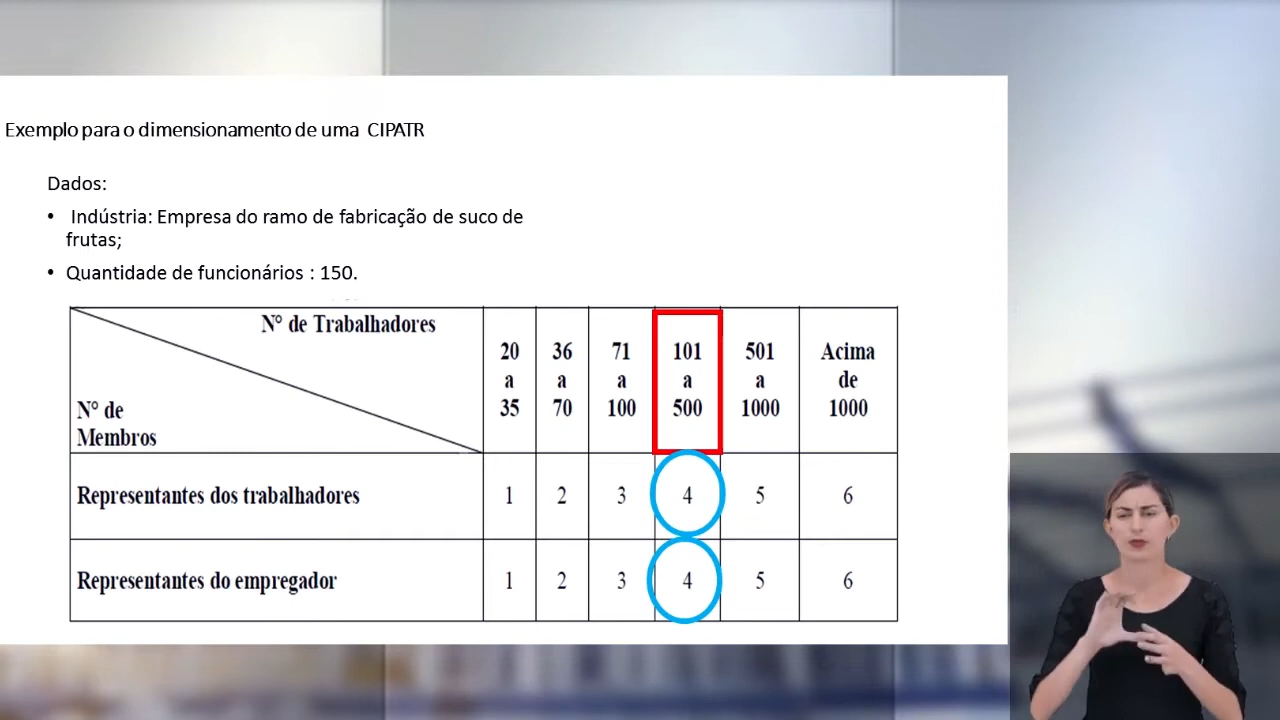 Exemplo para o dimensionamento de uma CIPATR
Dados:
• Indústria: Empresa do ramo de fabricação de suco de
frutas;
• Quantidade de funcionários : 150.
N° de Trabalhadores
N° de
Membros
20
a
35
36
a
70
71
a
100
101
a
500
501
a
1000
Acima
de
1000
Representantes dos trabalhadores 1 2 3 4 5 6
Representantes do empregador 1 2 3 4 5 6